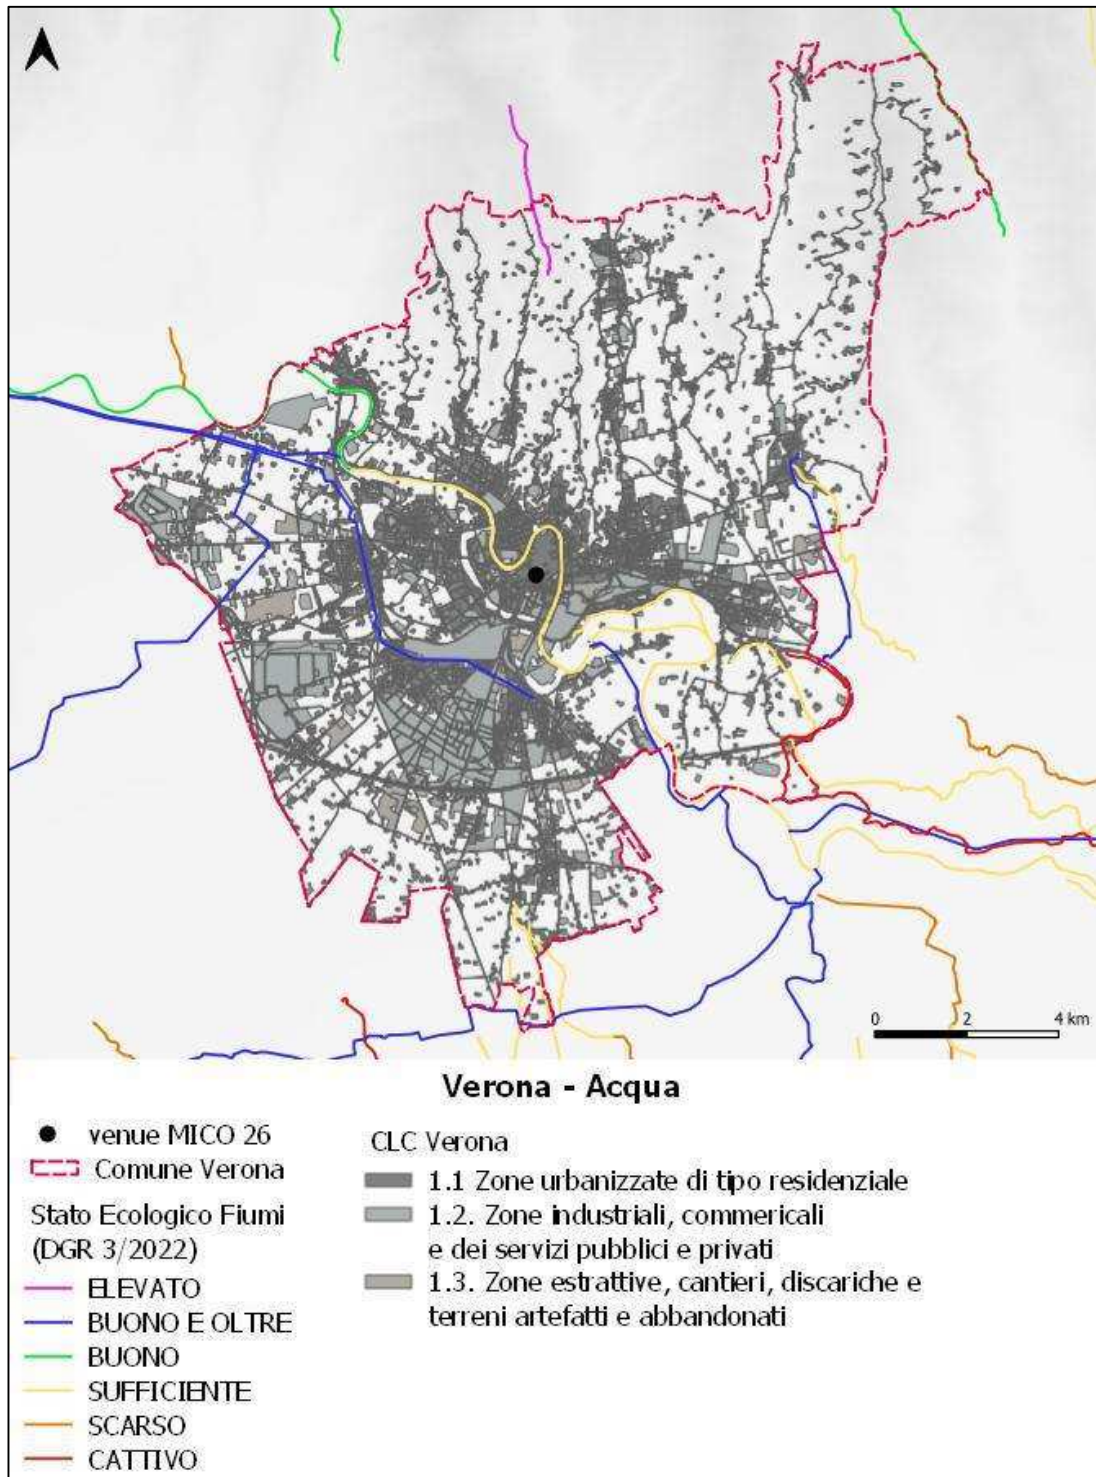 0 2 4 km
Verona - Acqua
venue MICO 26
Comune Verona
Stato Ecologico Fiumi
(DGR 3/2022)
ELEVATO
BUONO E OLTRE
BUONO
SUFFICIENTE
SCARSO
CATTIVO
CLC Verona
1.1 Zone urbanizzate di tipo residenziale
1.2. Zone industriali, commericali
e dei servizi pubblici e privati
1.3. Zone estrattive, cantieri, discariche e
terreni artefatti e abbandonati